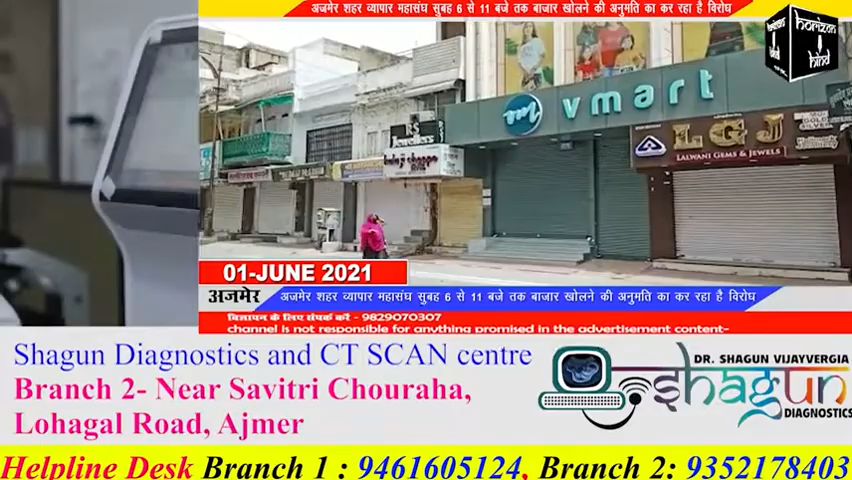 अजमेर शहर व्यापार महासंघ सुबह 6 से 11 बजे तक बाजार खोलने की अनुमति का कर रहा है विरोध
horizon
hind
vmart
R.S
Jewellers
balaji shoppe
LGJ
LALWANI GEMS & JEWELS
01-JUNE 2021
अजमेर
अजमेर शहर व्यापार महासंघ सुबह 6 से 11 बजे तक बाजार खोलने की अनुमति का कर रहा है विरोध
विज्ञापन के लिए संपर्क करें - 9829070307
channel is not responsible for anything promised in the advertisement content-
Shagun Diagnostics and CT SCAN centre
Branch 2- Near Savitri Chouraha,
Lohagal Road, Ajmer
DR. SHAGUN VIJAYVERGIA
shagun
DIAGNOSTICS
Helpline Desk Branch 1 : 9461605124, Branch 2: 9352178403